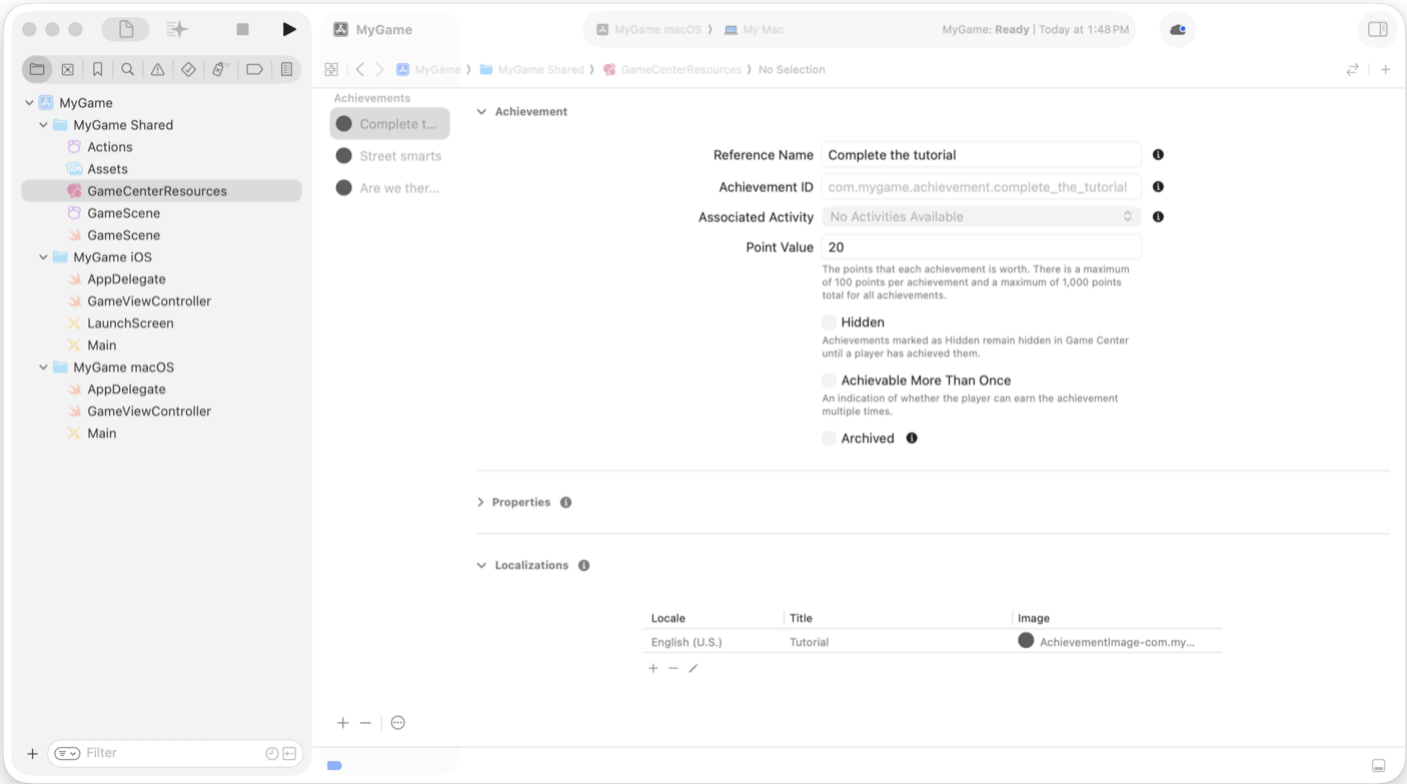 MyGame
MyGame macOS ⟩ My Mac
MyGame: Ready | Today at 1:48 PM
MyGame ⟩ MyGame Shared ⟩ GameCenterResources ⟩ No Selection
MyGame
MyGame Shared
Actions
Assets
GameCenterResources
GameScene
GameScene
MyGame iOS
AppDelegate
GameViewController
LaunchScreen
Main
MyGame macOS
AppDelegate
GameViewController
Main
Filter
Achievements
Complete t...
Street smarts
Are we ther...
Achievement
Reference Name Complete the tutorial
Achievement ID com.mygame.achievement.complete_the_tutorial
Associated Activity No Activities Available
Point Value 20
The points that each achievement is worth. There is a maximum
of 100 points per achievement and a maximum of 1,000 points
total for all achievements.
Hidden
Achievements marked as Hidden remain hidden in Game Center
until a player has achieved them.
Achievable More Than Once
An indication of whether the player can earn the achievement
multiple times.
Archived
Properties
Localizations
Locale Title Image
English (U.S.) Tutorial AchievementImage-com.my...